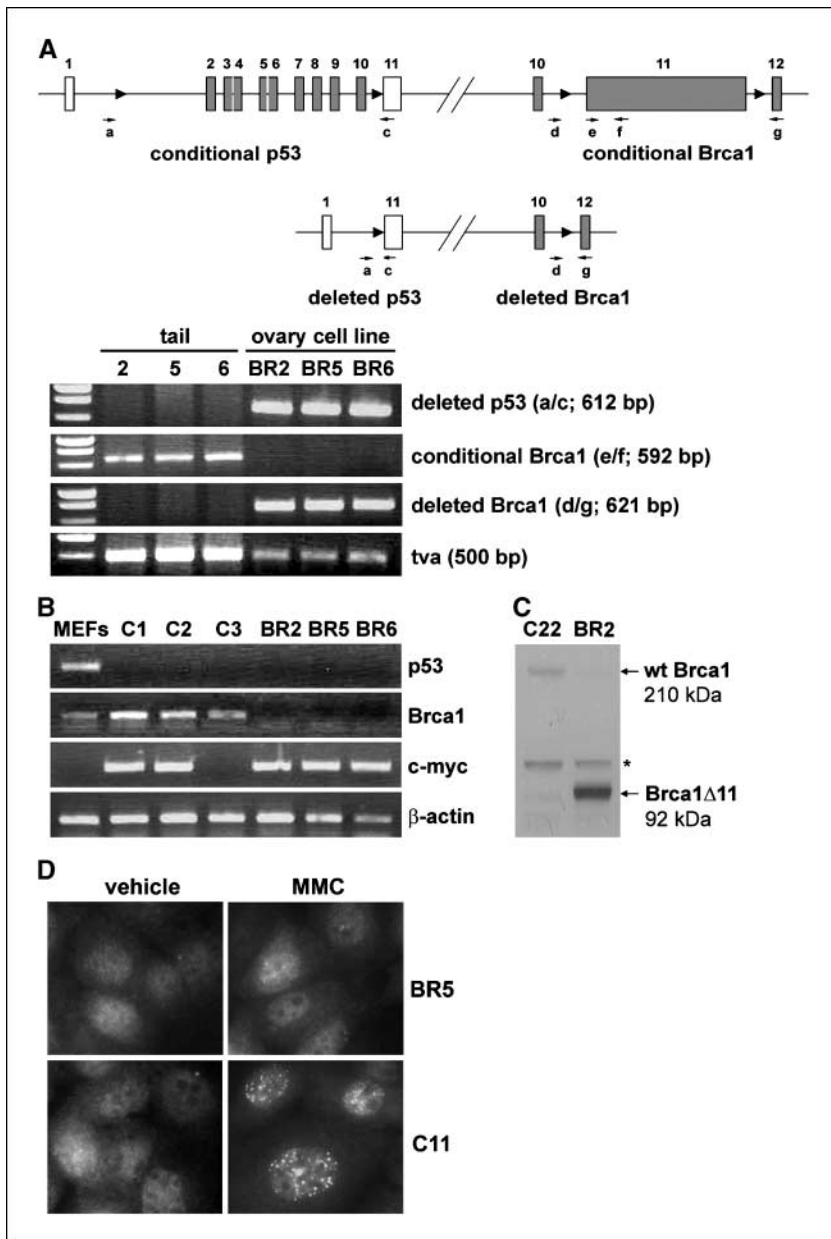 A
1 2 3 4 5 6 7 8 9 10 11 10 11 12
a c d e f g
conditional p53 conditional Brca1
1 11 10 12
a c d g
deleted p53 deleted Brca1
tail ovary cell line
2 5 6 BR2 BR5 BR6
deleted p53 (a/c; 612 bp)
conditional Brca1 (e/f; 592 bp)
deleted Brca1 (d/g; 621 bp)
tva (500 bp)
B
MEFs C1 C2 C3 BR2 BR5 BR6
p53
Brca1
c-myc
β-actin
C
C22 BR2
wt Brca1
210 kDa
*
Brca1Δ11
92 kDa
D
vehicle MMC
BR5
C11